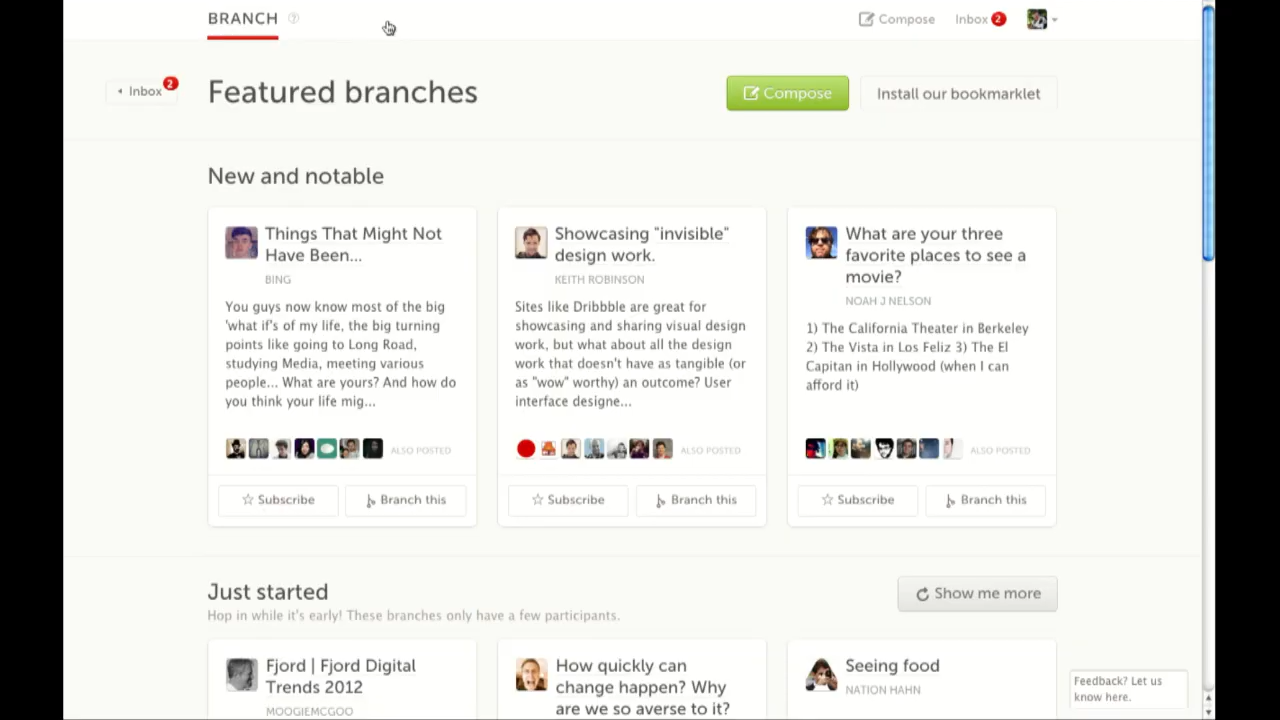 BRANCH ?
Compose
Inbox 2
Inbox 2
Featured branches
Compose
Install our bookmarklet
New and notable
Things That Might Not
Have Been...
BING
You guys now know most of the big
'what if's of my life, the big turning
points like going to Long Road,
studying Media, meeting various
people... What are yours? And how do
you think your life mig...
ALSO POSTED
Subscribe
Branch this
Showcasing "invisible"
design work.
KEITH ROBINSON
Sites like Dribbble are great for
showcasing and sharing visual design
work, but what about all the design
work that doesn't have as tangible (or
as "wow" worthy) an outcome? User
interface designe...
ALSO POSTED
Subscribe
Branch this
What are your three
favorite places to see a
movie?
NOAH J NELSON
1) The California Theater in Berkeley
2) The Vista in Los Feliz 3) The El
Capitan in Hollywood (when I can
afford it)
ALSO POSTED
Subscribe
Branch this
Just started
Hop in while it's early! These branches only have a few participants.
Show me more
Fjord | Fjord Digital
Trends 2012
MOOGIEMCGOO
How quickly can
change happen? Why
are we so averse to it?
Seeing food
NATION HAHN
Feedback? Let us
know here.